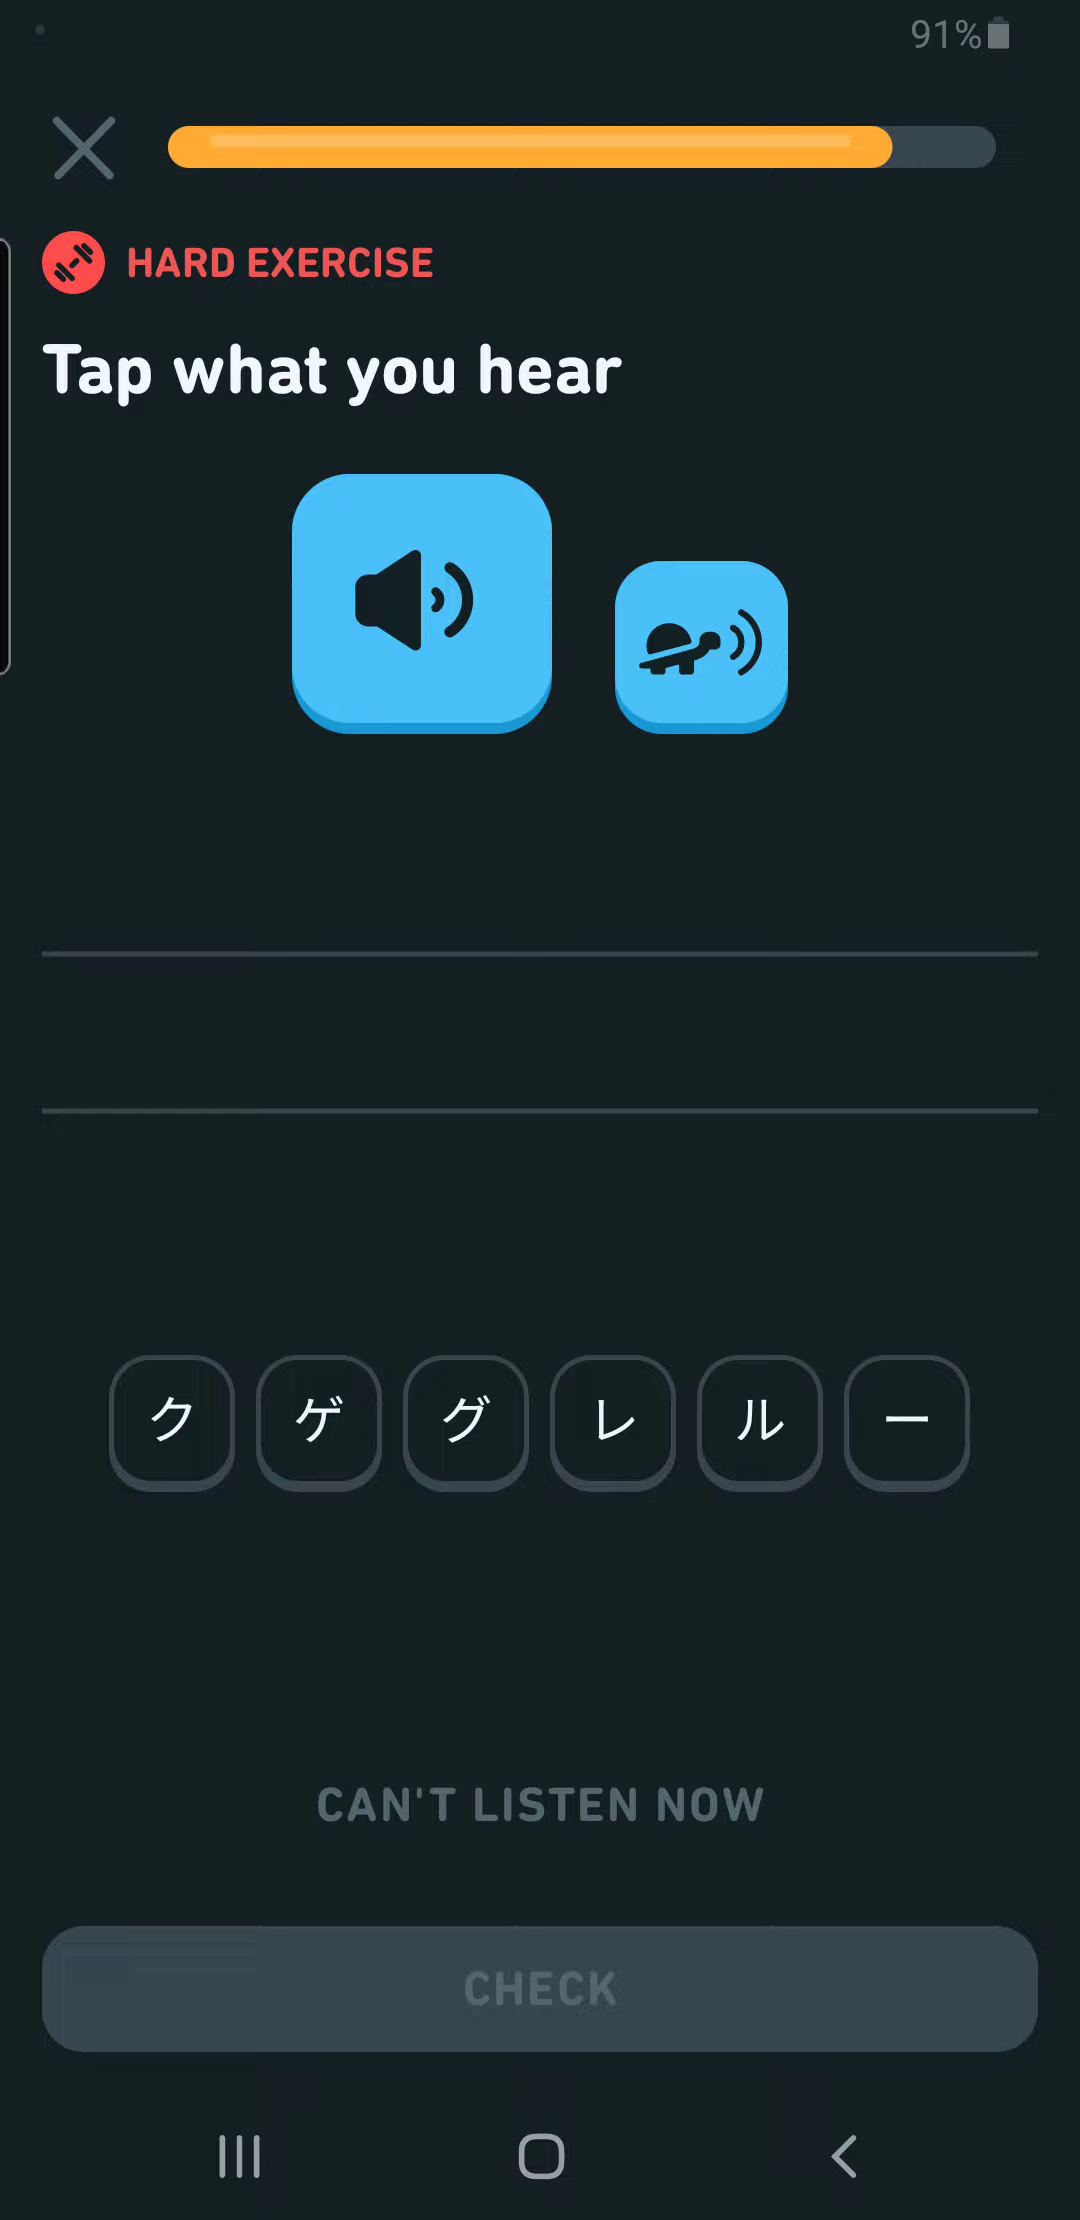 91%
HARD EXERCISE
Tap what you hear
ク ゲ グ レ ル ー
CAN'T LISTEN NOW
CHECK